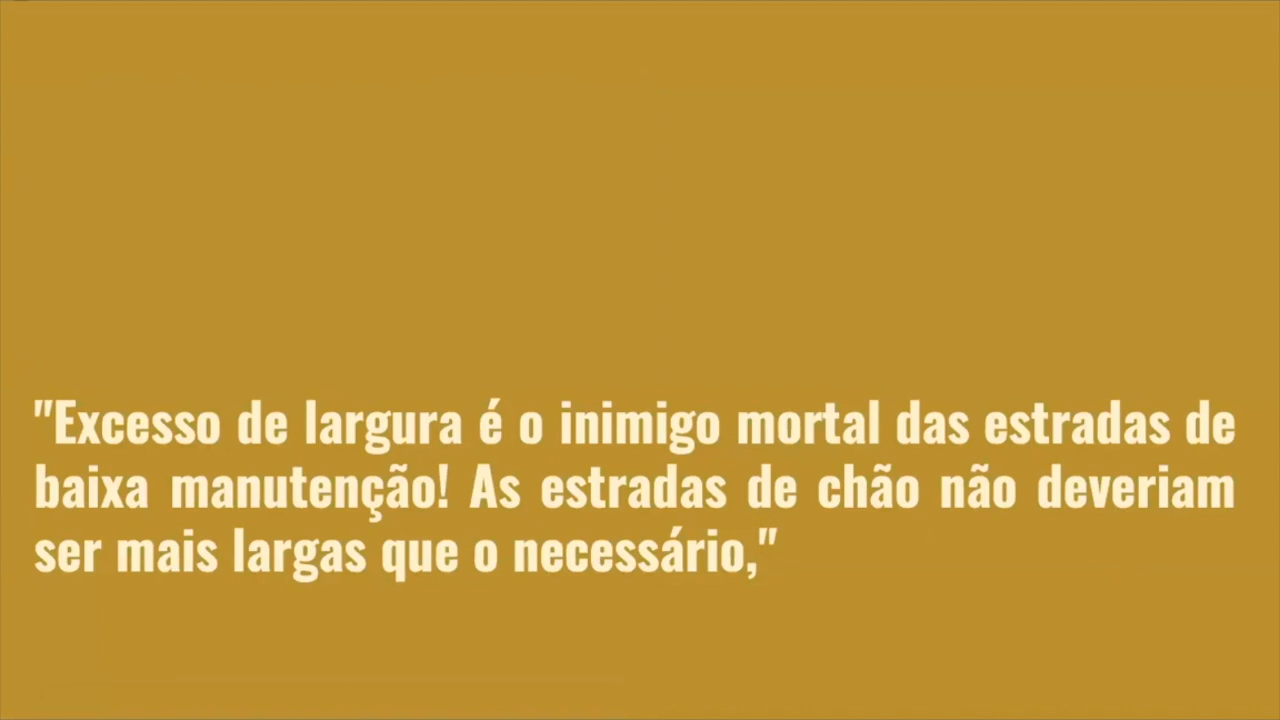 "Excesso de largura é o inimigo mortal das estradas de
baixa manutenção! As estradas de chão não deveriam
ser mais largas que o necessário,"